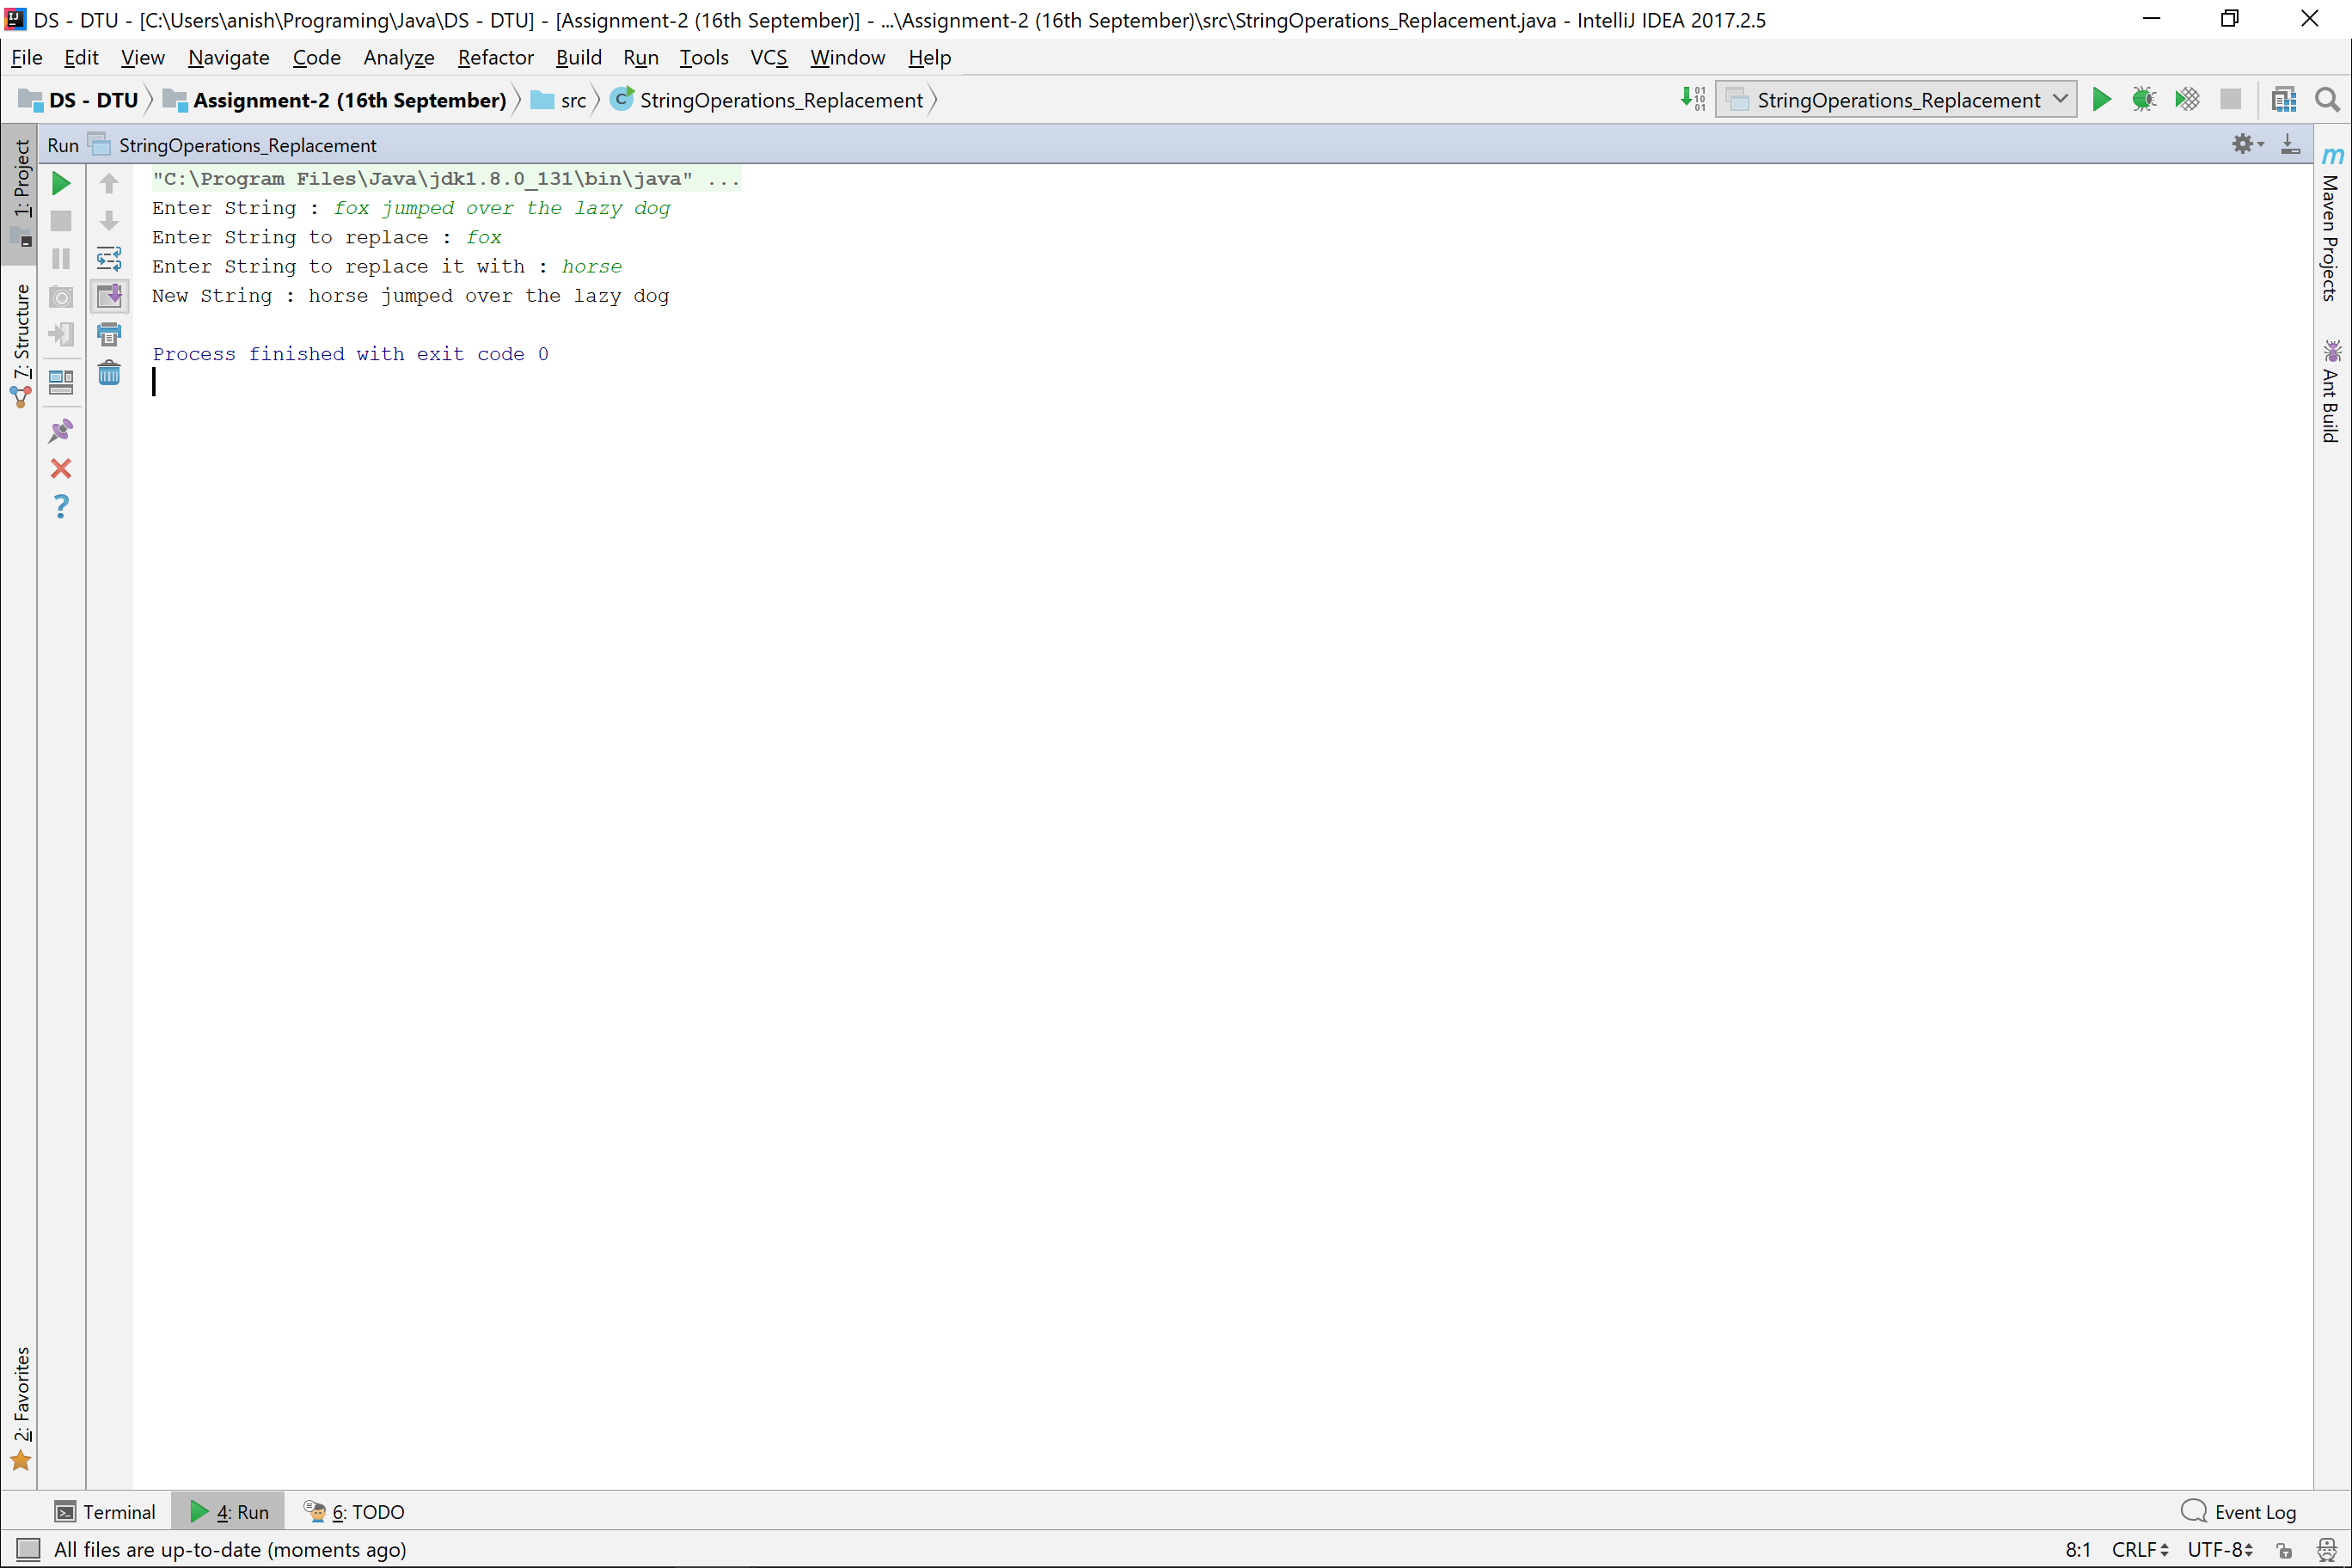 DS - DTU - [C:\Users\anish\Programing\Java\DS - DTU] - [Assignment-2 (16th September)] - ...\Assignment-2 (16th September)\src\StringOperations_Replacement.java - IntelliJ IDEA 2017.2.5
File Edit View Navigate Code Analyze Refactor Build Run Tools VCS Window Help
DS - DTU Assignment-2 (16th September) src StringOperations_Replacement StringOperations_Replacement
Run StringOperations_Replacement
"C:\Program Files\Java\jdk1.8.0_131\bin\java" ...
Enter String : fox jumped over the lazy dog
Enter String to replace : fox
Enter String to replace it with : horse
New String : horse jumped over the lazy dog
Process finished with exit code 0
1: Project
7: Structure
2: Favorites
Maven Projects
Ant Build
Terminal 4: Run 6: TODO Event Log
All files are up-to-date (moments ago) 8:1 CRLF UTF-8